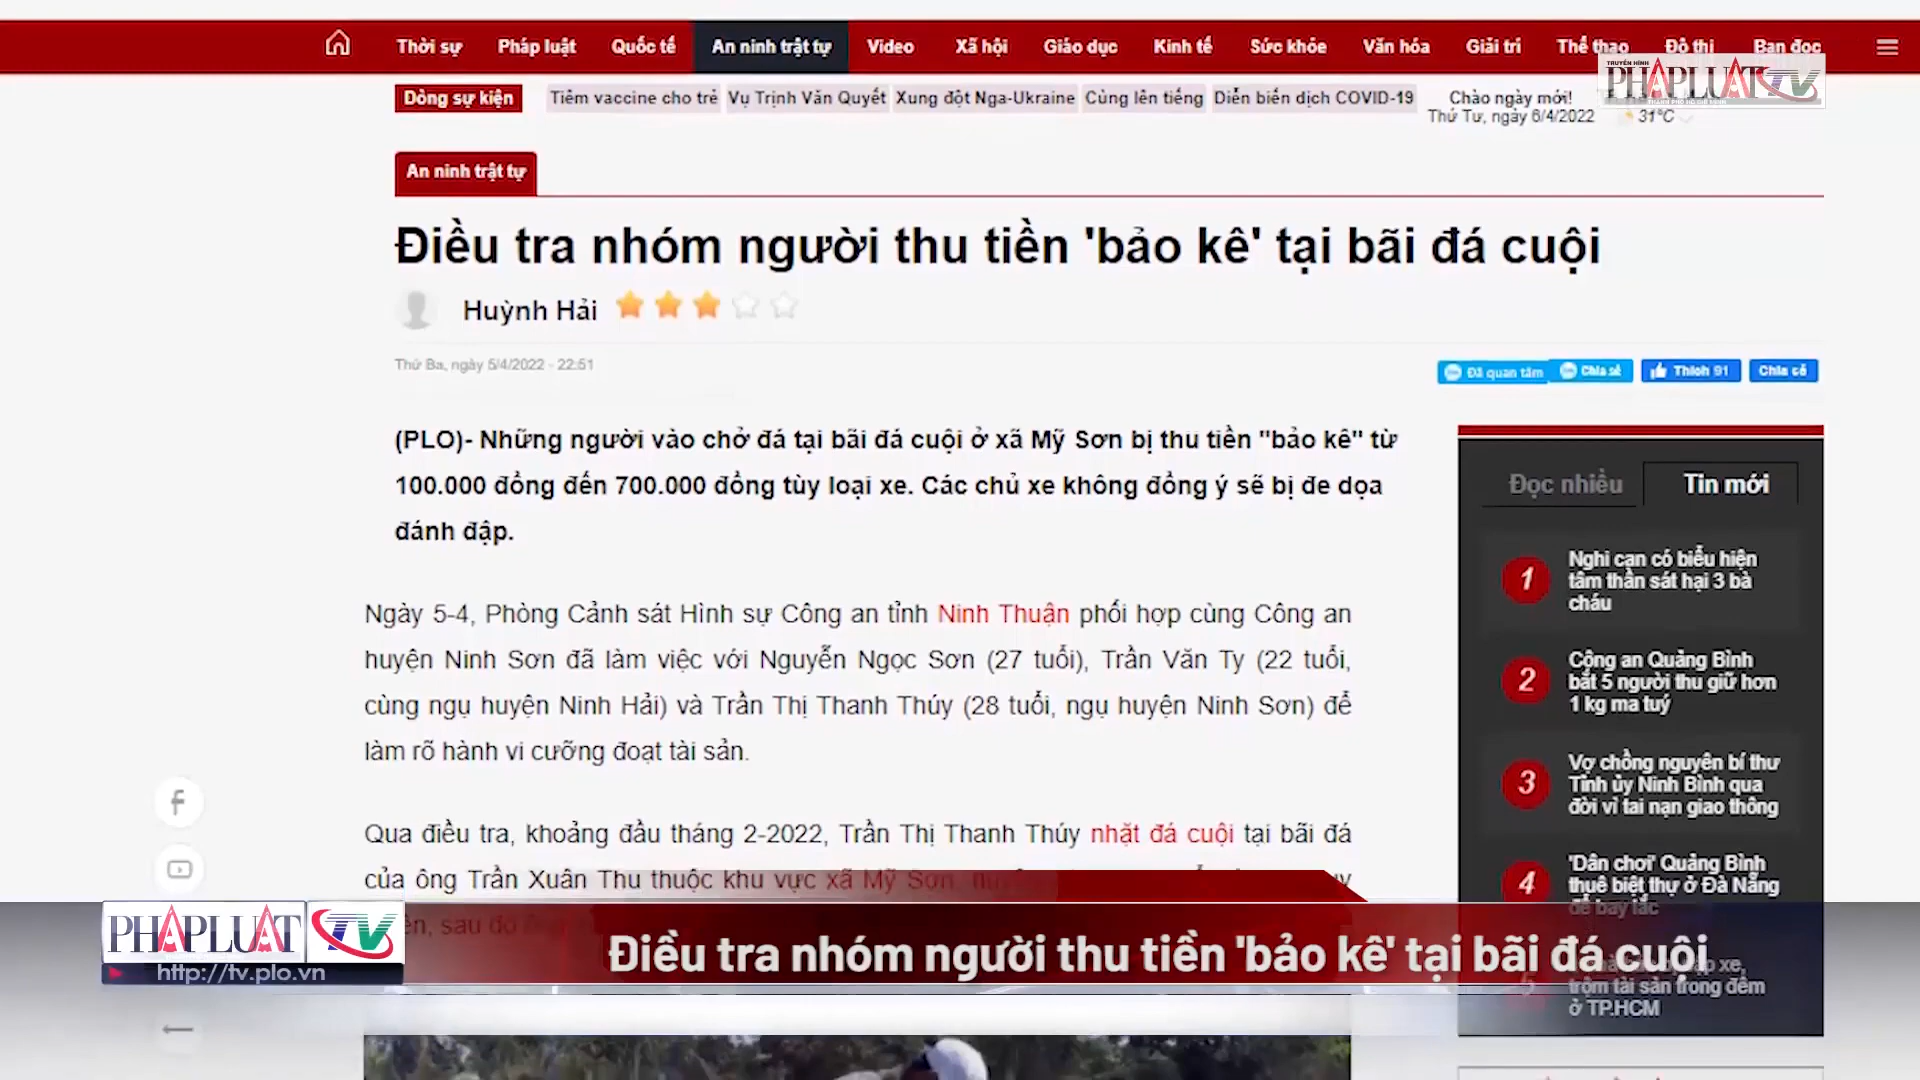 Thời sự Pháp luật Quốc tế An ninh trật tự Video Xã hội Giáo dục Kinh tế Sức khỏe Văn hóa Giải trí Thể thao Đô thị Bạn đọc
TRUYỀN HÌNH
PHÁPLUẬT TV
THÀNH PHỐ HỒ CHÍ MINH
Dòng sự kiện Tiêm vaccine cho trẻ Vụ Trịnh Văn Quyết Xung đột Nga-Ukraine Cùng lên tiếng Diễn biến dịch COVID-19
Chào ngày mới!
Thứ Tư, ngày 6/4/2022 31°C
An ninh trật tự
Điều tra nhóm người thu tiền 'bảo kê' tại bãi đá cuội
Huỳnh Hải
Thứ Ba, ngày 5/4/2022 - 22:51
Đã quan tâm Chia sẻ Thích 91 Chia sẻ
(PLO)- Những người vào chở đá tại bãi đá cuội ở xã Mỹ Sơn bị thu tiền "bảo kê" từ
100.000 đồng đến 700.000 đồng tùy loại xe. Các chủ xe không đồng ý sẽ bị đe dọa
đánh đập.
Ngày 5-4, Phòng Cảnh sát Hình sự Công an tỉnh Ninh Thuận phối hợp cùng Công an
huyện Ninh Sơn đã làm việc với Nguyễn Ngọc Sơn (27 tuổi), Trần Văn Ty (22 tuổi,
cùng ngụ huyện Ninh Hải) và Trần Thị Thanh Thúy (28 tuổi, ngụ huyện Ninh Sơn) để
làm rõ hành vi cưỡng đoạt tài sản.
Qua điều tra, khoảng đầu tháng 2-2022, Trần Thị Thanh Thúy nhặt đá cuội tại bãi đá
của ông Trần Xuân Thu thuộc khu vực xã Mỹ Sơn,
sau đó
Đọc nhiều Tin mới
1 Nghi can có biểu hiện
tâm thần sát hại 3 bà
cháu
2 Công an Quảng Bình
bắt 5 người thu giữ hơn
1 kg ma tuý
3 Vợ chồng nguyên bí thư
Tỉnh ủy Ninh Bình qua
đời vì tai nạn giao thông
4 'Dân chơi' Quảng Bình
thuê biệt thự ở Đà Nẵng
để bay lắc
5 xe,
trộm tài sản trong đêm
ở TP.HCM
PHÁPLUẬT TV
http://tv.plo.vn
Điều tra nhóm người thu tiền 'bảo kê' tại bãi đá cuội